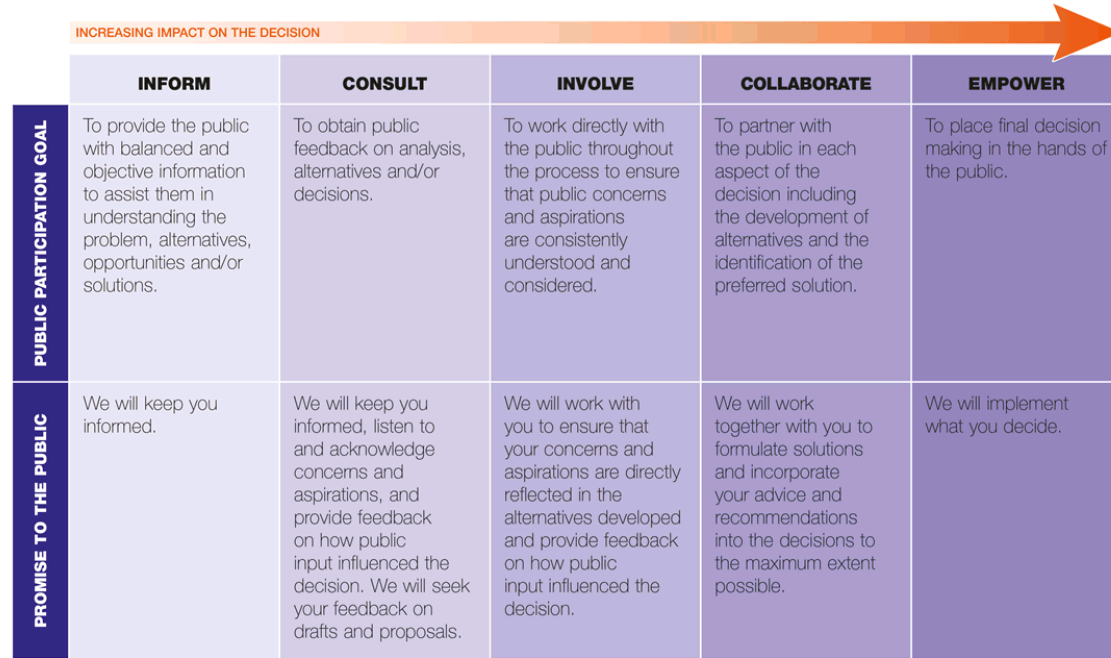 INCREASING IMPACT ON THE DECISION
INFORM
CONSULT
INVOLVE
COLLABORATE
EMPOWER
PUBLIC PARTICIPATION GOAL
To provide the public
with balanced and
objective information
to assist them in
understanding the
problem, alternatives,
opportunities and/or
solutions.
To obtain public
feedback on analysis,
alternatives and/or
decisions.
To work directly with
the public throughout
the process to ensure
that public concerns
and aspirations
are consistently
understood and
considered.
To partner with
the public in each
aspect of the
decision including
the development of
alternatives and the
identification of the
preferred solution.
To place final decision
making in the hands of
the public.
PROMISE TO THE PUBLIC
We will keep you
informed.
We will keep you
informed, listen to
and acknowledge
concerns and
aspirations, and
provide feedback
on how public
input influenced the
decision. We will seek
your feedback on
drafts and proposals.
We will work with
you to ensure that
your concerns and
aspirations are directly
reflected in the
alternatives developed
and provide feedback
on how public
input influenced the
decision.
We will work
together with you to
formulate solutions
and incorporate
your advice and
recommendations
into the decisions to
the maximum extent
possible.
We will implement
what you decide.